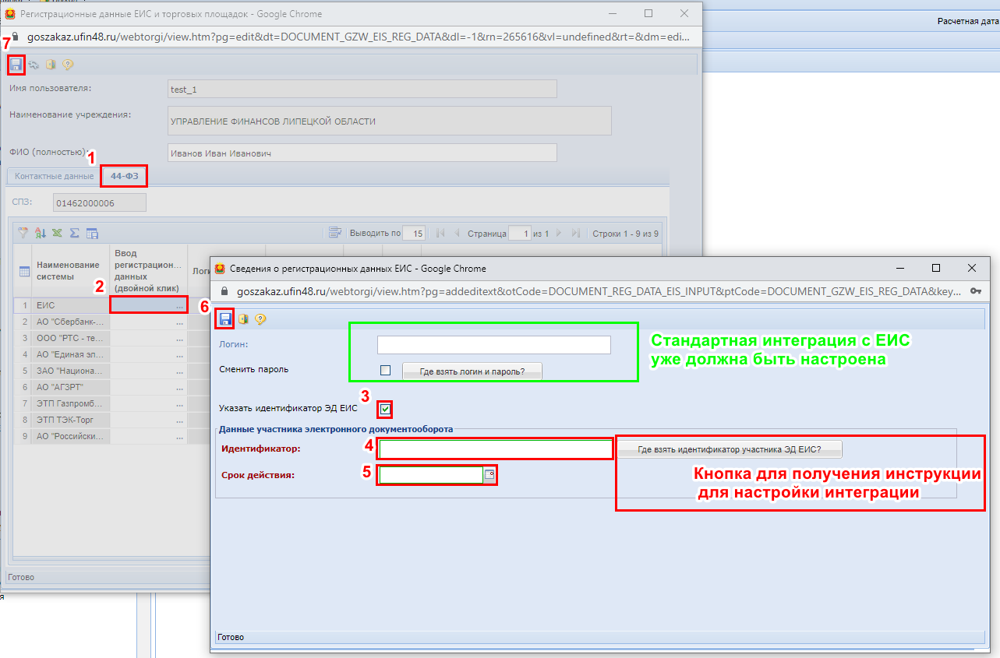 Регистрационные данные ЕИС и торговых площадок - Google Chrome
Расчетная дата
goszakaz.ufin48.ru/webtorgi/view.htm?pg=edit&dt=DOCUMENT_GZW_EIS_REG_DATA&dl=-1&rn=265616&vl=undefined&rt=&dm=edi...
7
Имя пользователя:
test_1
Наименование учреждения:
УПРАВЛЕНИЕ ФИНАНСОВ ЛИПЕЦКОЙ ОБЛАСТИ
ФИО (полностью):
Иванов Иван Иванович
1
Контактные данные
44-ФЗ
СПЗ:
01462000006
Выводить по 15
Страница 1 из 1
Строки 1 - 9 из 9
Наименование
системы
Ввод
регистрацион...
данных
(двойной клик)
2
1 ЕИС ...
2 АО "Сбербанк-... ...
3 ООО "РТС - те... ...
4 АО "Единая эл... ...
5 ЗАО "Национа... ...
6 АО "АГЗРТ" ...
7 ЭТП Газпромб... ...
8 ЭТП ТЭК-Торг ...
9 АО "Российски... ...
Готово
Сведения о регистрационных данных ЕИС - Google Chrome
goszakaz.ufin48.ru/webtorgi/view.htm?pg=addeditext&otCode=DOCUMENT_REG_DATA_EIS_INPUT&ptCode=DOCUMENT_GZW_EIS_REG_DATA&key...
6
Логин:
Сменить пароль
Где взять логин и пароль?
Стандартная интеграция с ЕИС
уже должна быть настроена
3
Указать идентификатор ЭД ЕИС
Данные участника электронного документооборота
Идентификатор:
4
Где взять идентификатор участника ЭД ЕИС?
Срок действия:
5
Кнопка для получения инструкции
для настройки интеграции
Готово